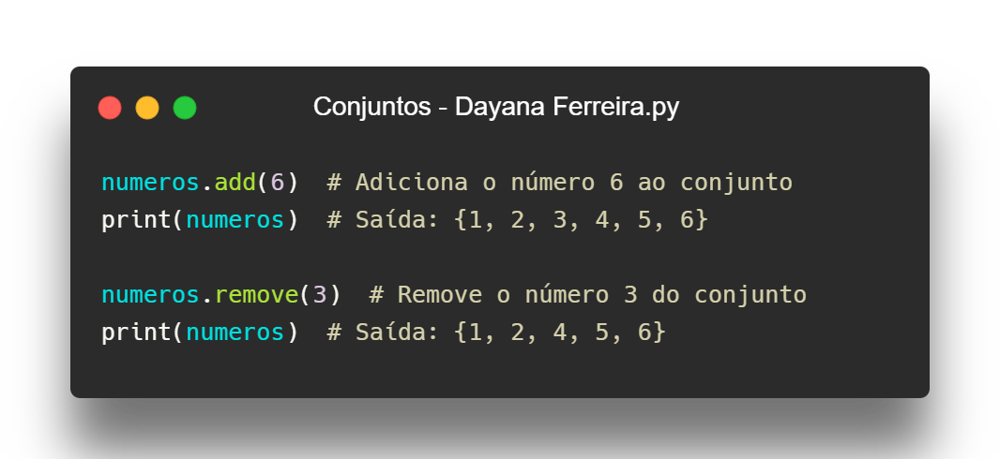 Conjuntos - Dayana Ferreira.py
numeros.add(6)  # Adiciona o número 6 ao conjunto
print(numeros)  # Saída: {1, 2, 3, 4, 5, 6}
numeros.remove(3)  # Remove o número 3 do conjunto
print(numeros)  # Saída: {1, 2, 4, 5, 6}